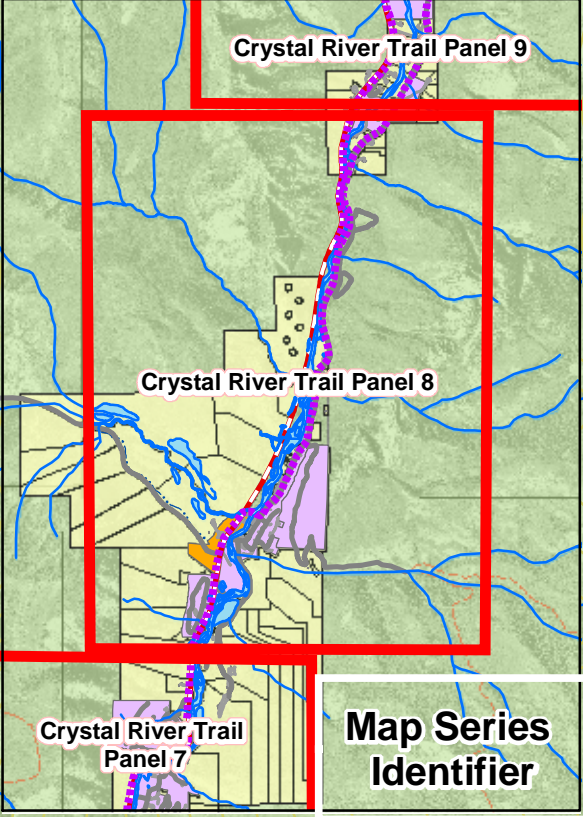 Crystal River Trail Panel 9
Crystal River Trail Panel 8
Crystal River Trail
Panel 7
Map Series
Identifier